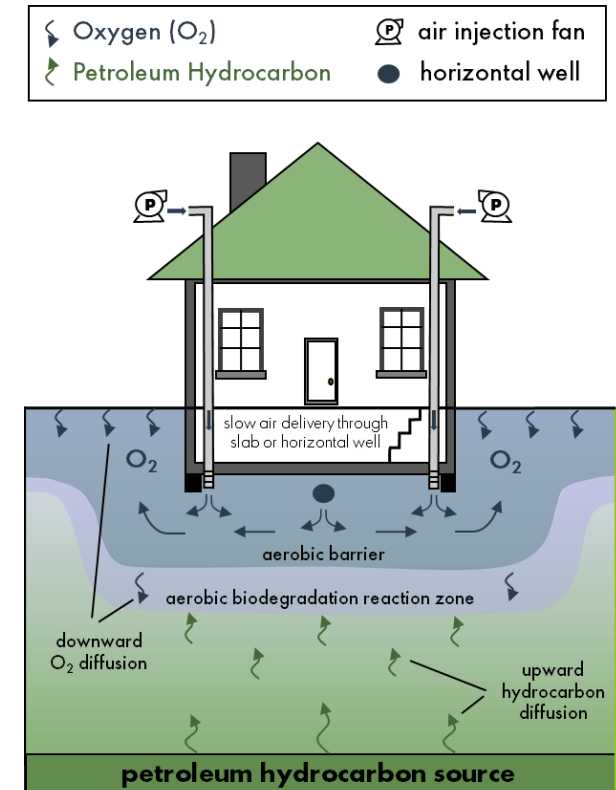 Oxygen (O₂)
air injection fan
Petroleum Hydrocarbon
horizontal well
P
P
P
slow air delivery through
slab or horizontal well
O₂
O₂
aerobic barrier
aerobic biodegradation reaction zone
downward
O₂ diffusion
upward
hydrocarbon
diffusion
petroleum hydrocarbon source